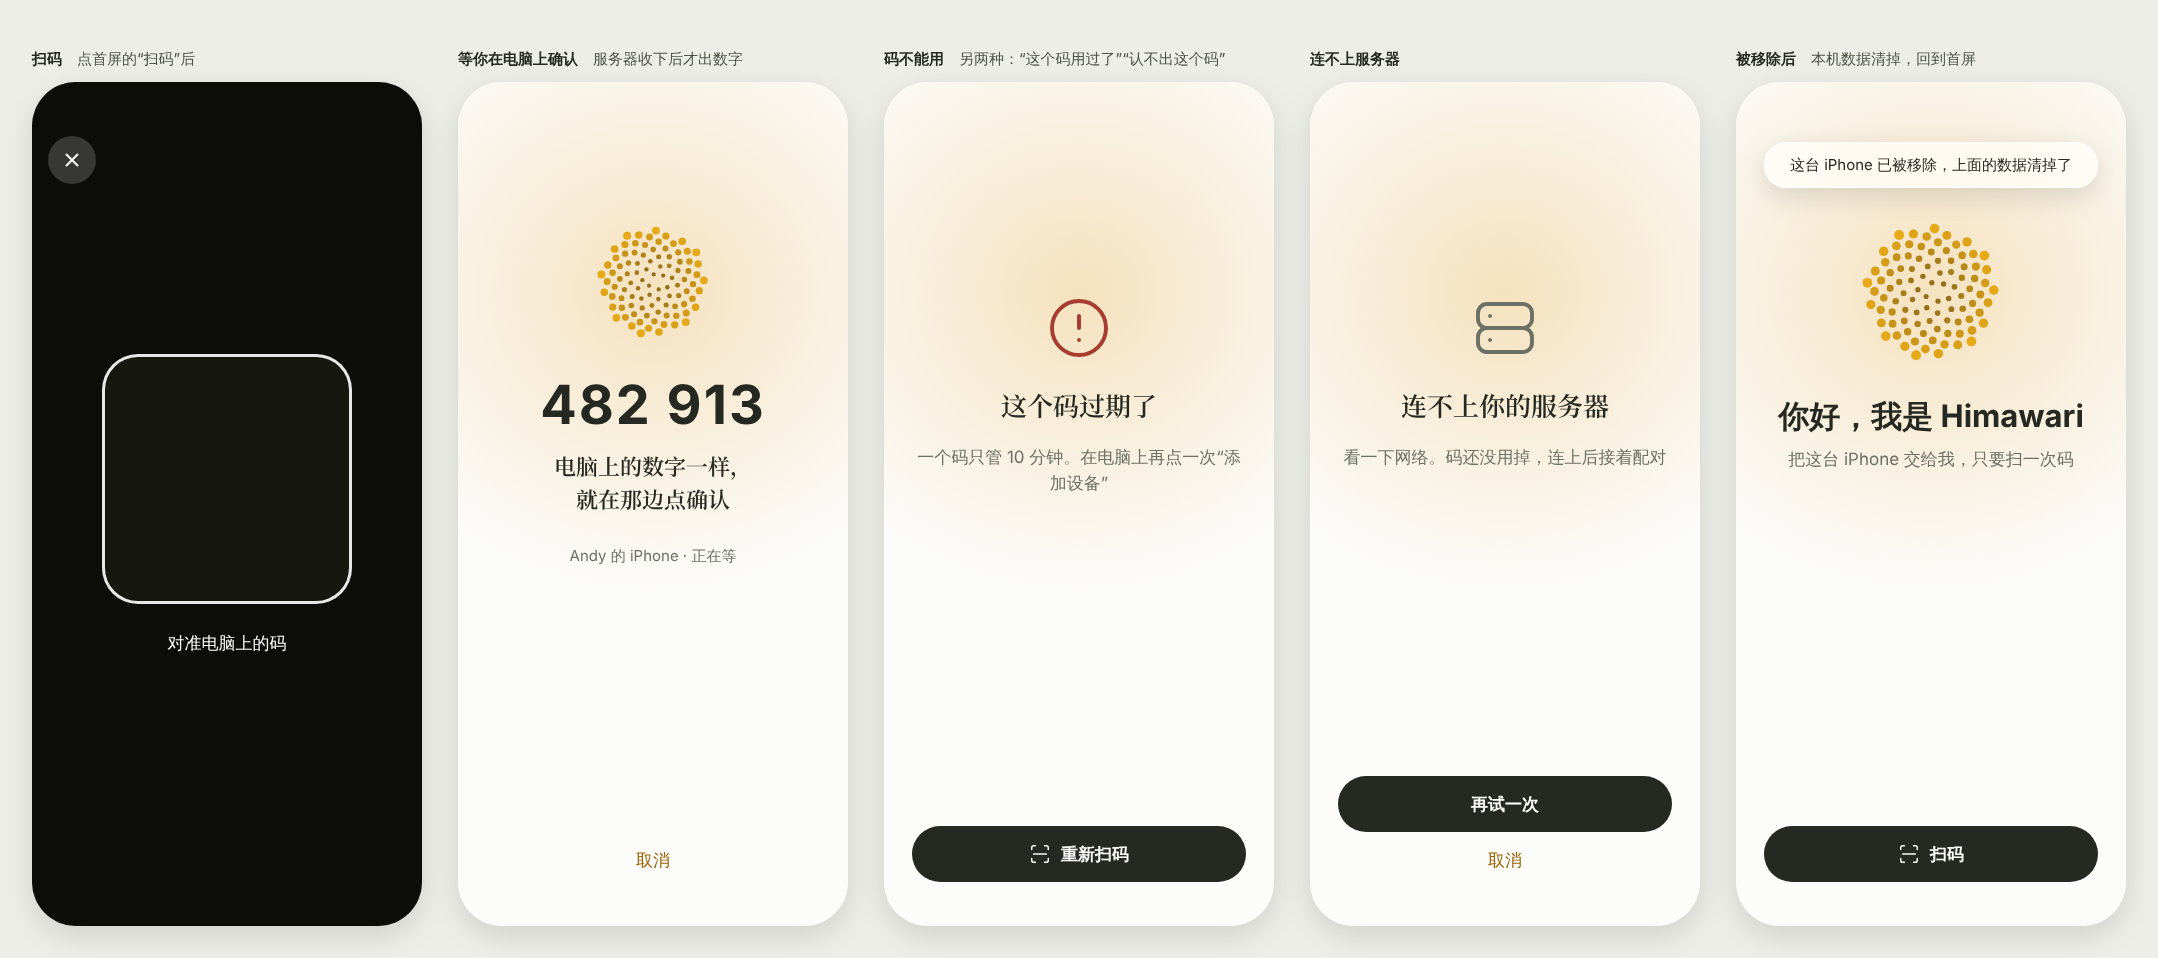 扫码 点首屏的“扫码”后
对准电脑上的码
等你在电脑上确认 服务器收下后才出数字
482 913
电脑上的数字一样，
就在那边点确认
Andy 的 iPhone · 正在等
取消
码不能用 另两种：“这个码用过了”“认不出这个码”
这个码过期了
一个码只管 10 分钟。在电脑上再点一次“添
加设备”
重新扫码
连不上服务器
连不上你的服务器
看一下网络。码还没用掉，连上后接着配对
再试一次
取消
被移除后 本机数据清掉，回到首屏
这台 iPhone 已被移除，上面的数据清掉了
你好，我是 Himawari
把这台 iPhone 交给我，只要扫一次码
扫码